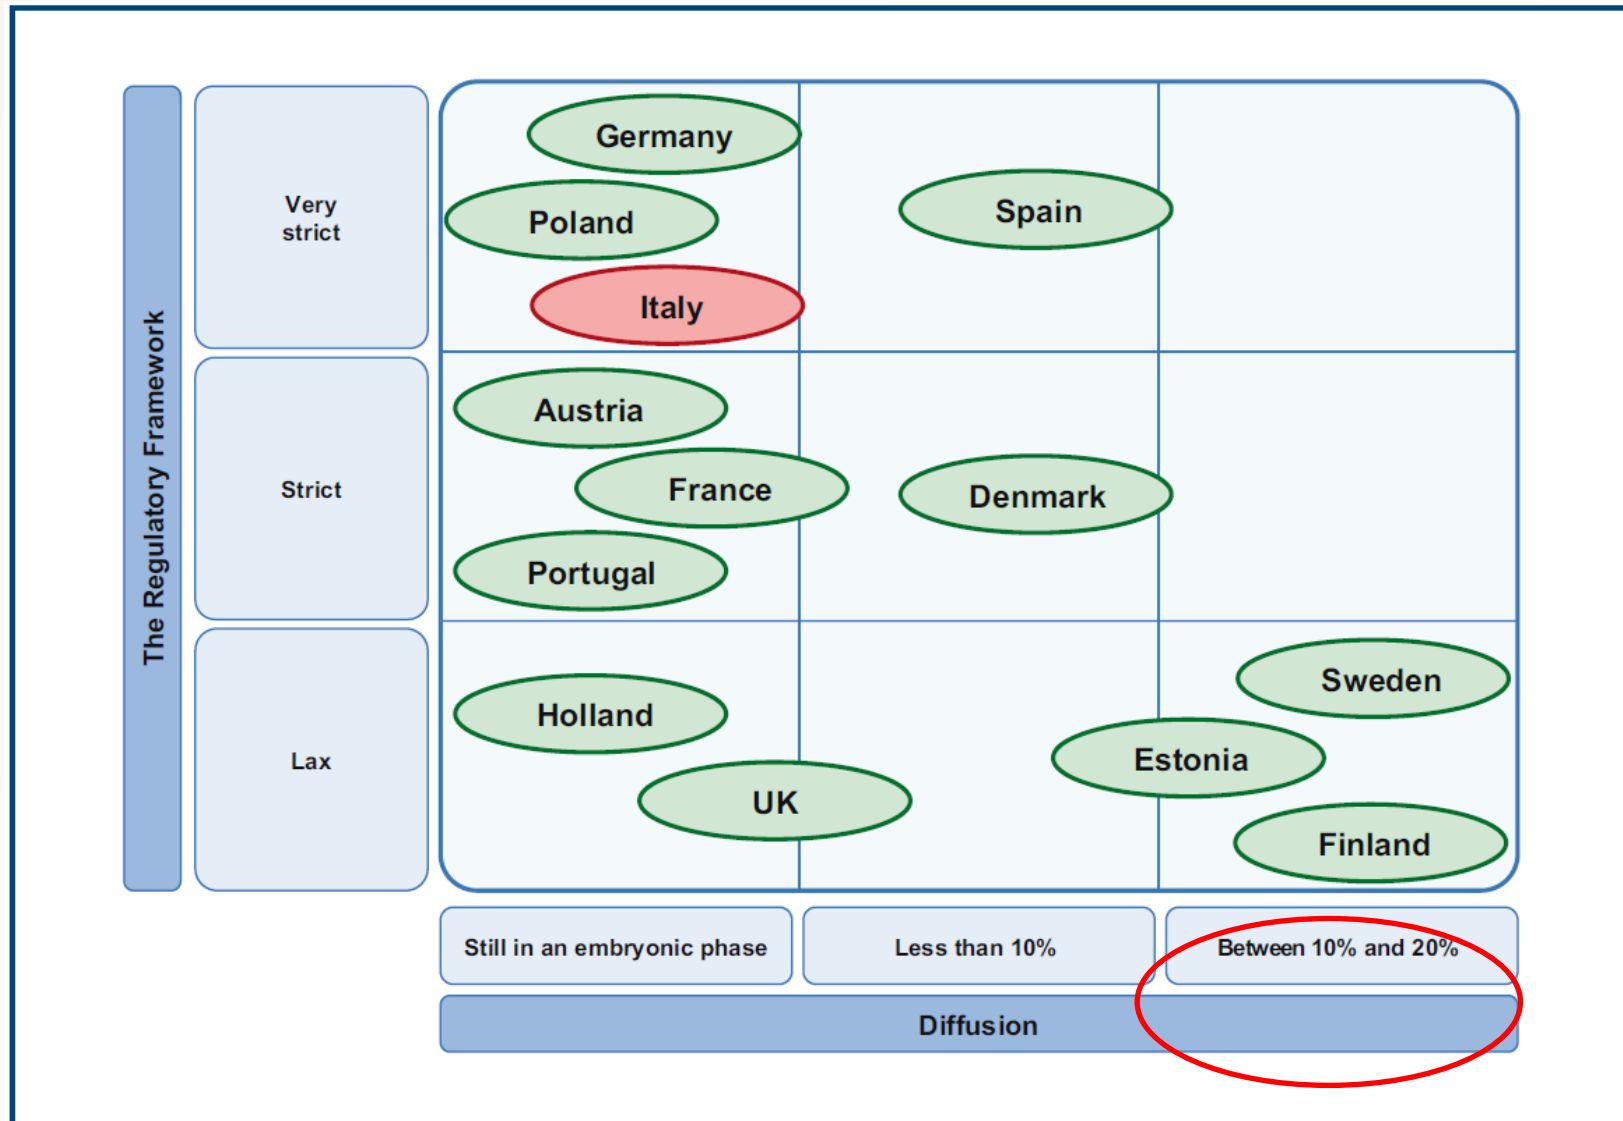 The Regulatory Framework
Very
strict
Germany
Poland
Italy
Spain
Strict
Austria
France
Portugal
Denmark
Lax
Holland
UK
Sweden
Estonia
Finland
Still in an embryonic phase
Less than 10%
Between 10% and 20%
Diffusion